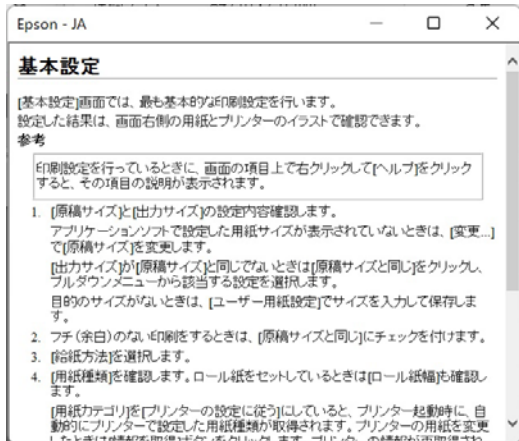 Epson - JA
基本設定
[基本設定]画面では、最も基本的な印刷設定を行います。
設定した結果は、画面右側の用紙とプリンターのイラストで確認できます。
参考
印刷設定を行っているときに、画面の項目上で右クリックして[ヘルプ]をクリック
すると、その項目の説明が表示されます。
1. [原稿サイズ]と[出力サイズ]の設定内容確認します。
アプリケーションソフトで設定した用紙サイズが表示されていないときは、[変更...]
で[原稿サイズ]を変更します。
[出力サイズ]が[原稿サイズ]と同じでないときは[原稿サイズと同じ]をクリックし、
プルダウンメニューから該当する設定を選択します。
目的のサイズがないときは、[ユーザー用紙設定]でサイズを入力して保存しま
す。
2. フチ(余白)のない印刷をするときは、[原稿サイズと同じ]にチェックを付けます。
3. [給紙方法]を選択します。
4. [用紙種類]を確認します。ロール紙をセットしているときは[ロール紙幅]も確認し
ます。
[用紙カテゴリ]を[プリンターの設定に従う]にしていると、プリンター起動時に、自
動的にプリンターで設定した用紙種類が取得されます。プリンターの用紙を変更